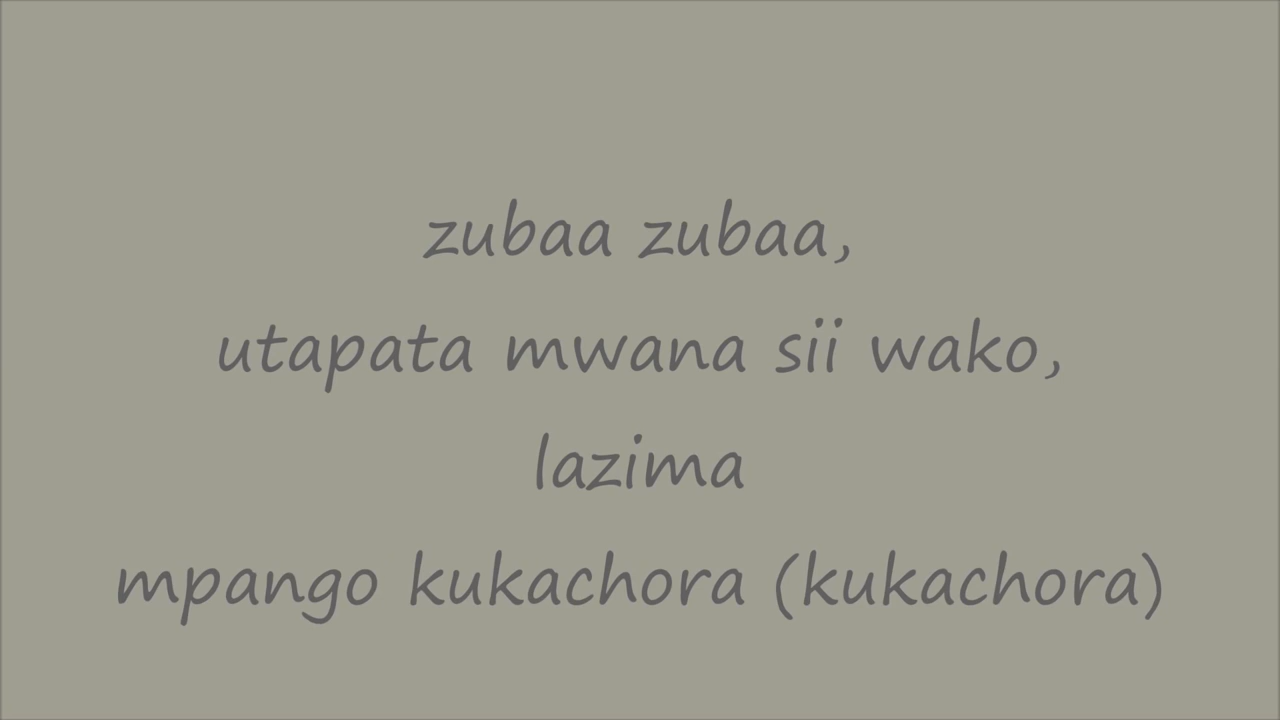 zubaa zubaa,
utapata mwana sii wako,
lazima
mpango kukachora (kukachora)